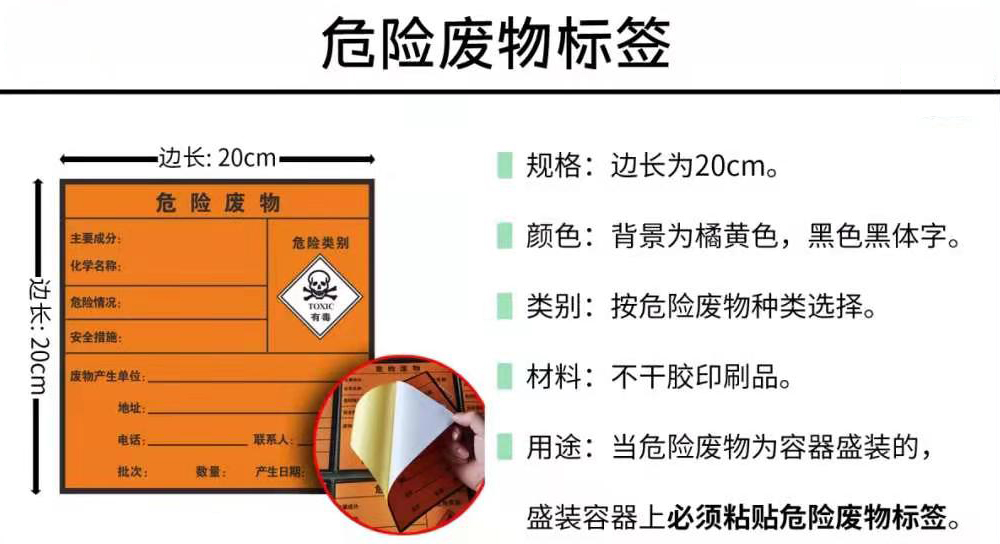 危险废物标签
边长: 20cm
边长: 20cm
危险废物
主要成分：
化学名称：
危险类别
TOXIC
有毒
危险情况：
安全措施：
废物产生单位：
地址：
电话： 联系人：
批次： 数量： 产生日期：
危险废物
规格：边长为20cm。
颜色：背景为橘黄色，黑色黑体字。
类别：按危险废物种类选择。
材料：不干胶印刷品。
用途：当危险废物为容器盛装的，
盛装容器上必须粘贴危险废物标签。